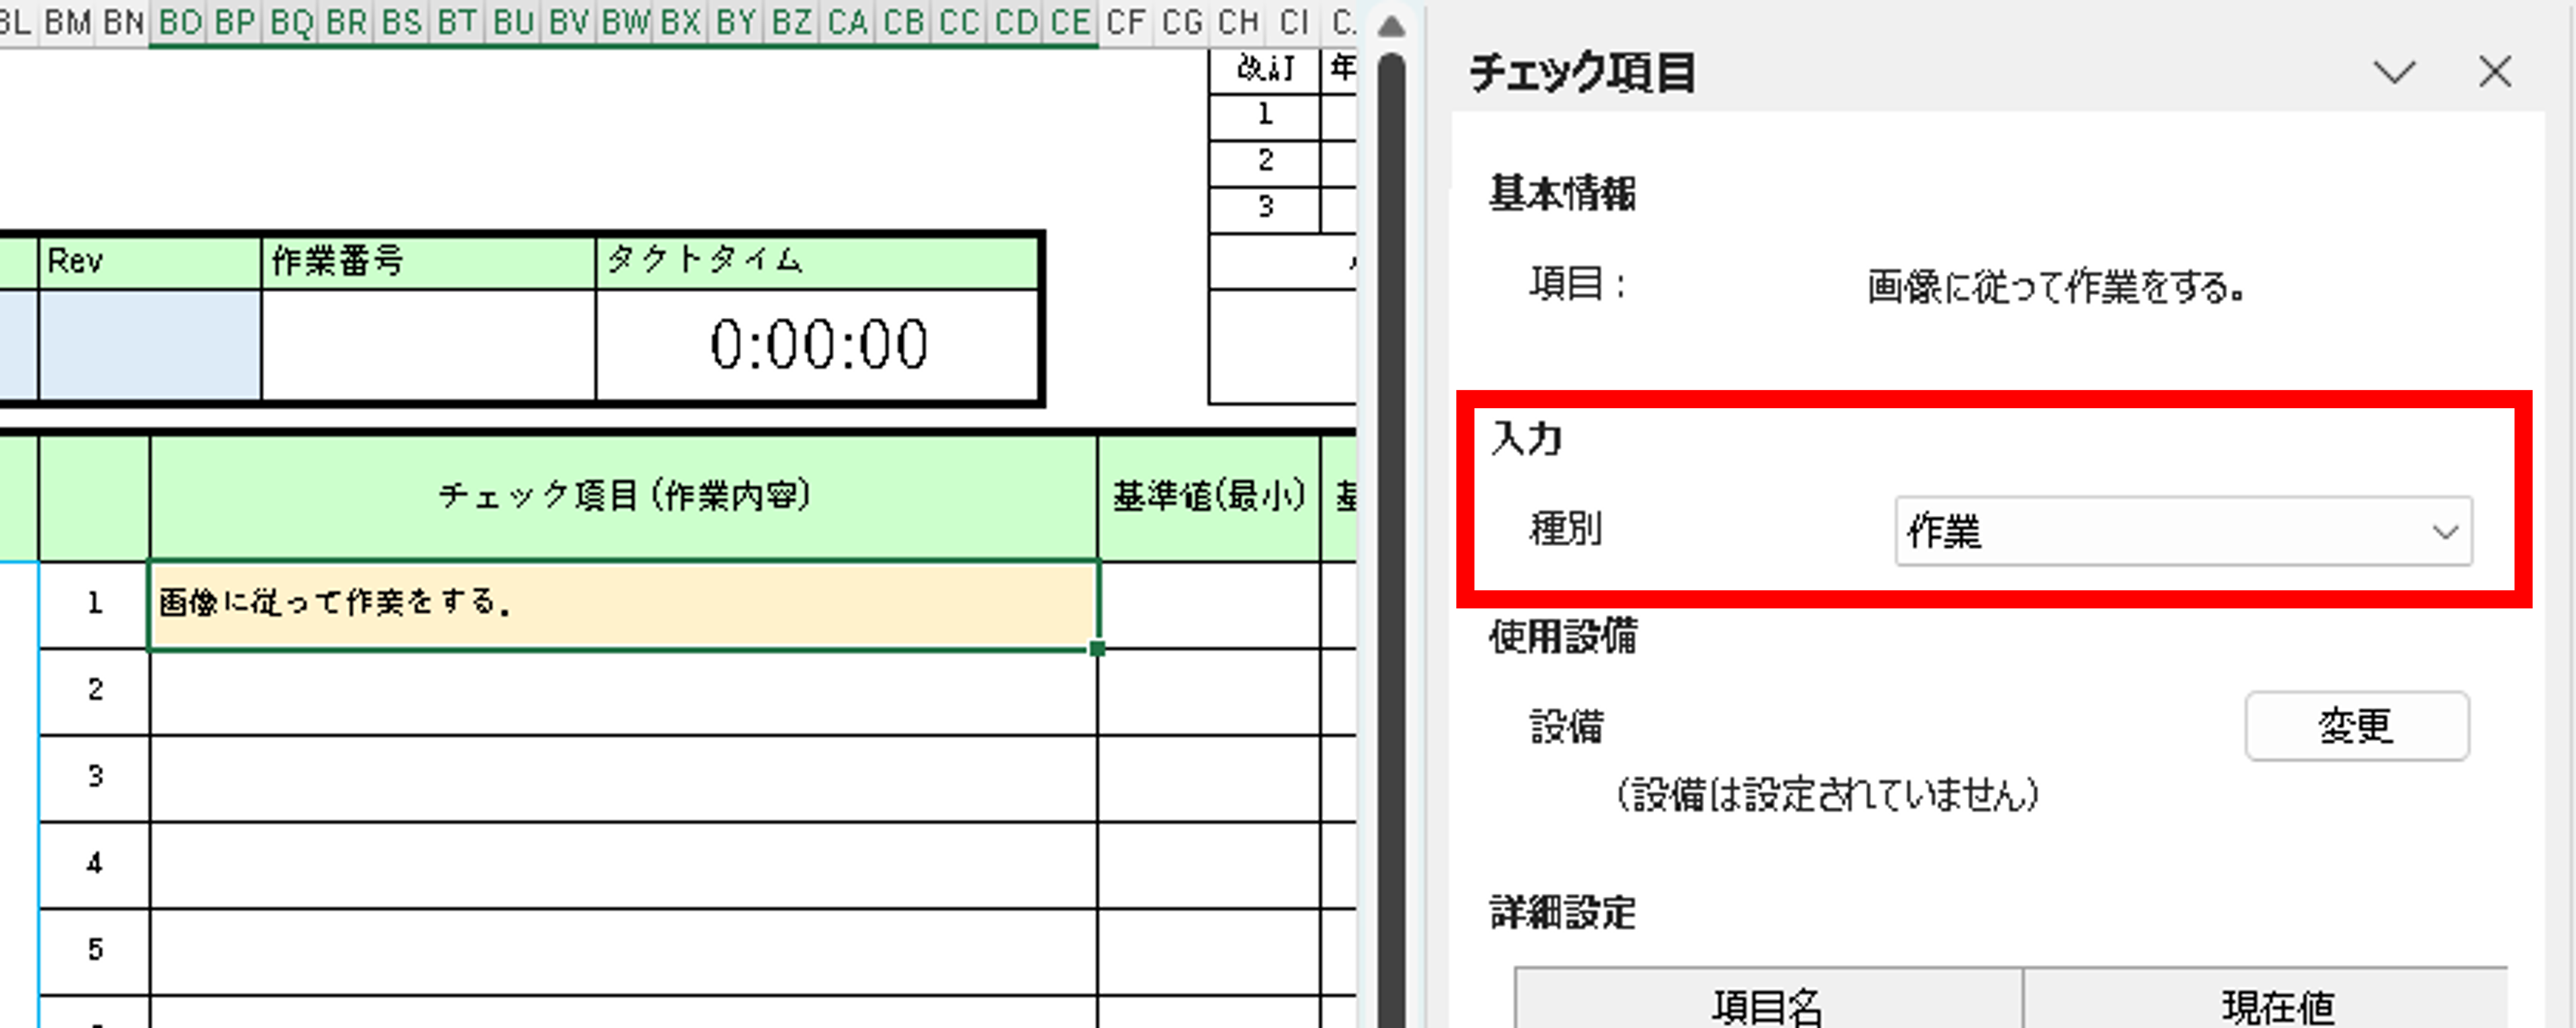 BM BN BO BP BQ BR BS BT BU BV BW BX BY BZ CA CB CC CD CE CF CG CH CI
改訂 年
1
2
3
Rev 作業番号 タクトタイム
0:00:00
チェック項目(作業内容) 基準値(最小)
1 画像に従って作業をする。
2
3
4
5
チェック項目
基本情報
項目: 画像に従って作業をする。
入力
種別 作業
使用設備
設備 変更
(設備は設定されていません)
詳細設定
項目名 現在値